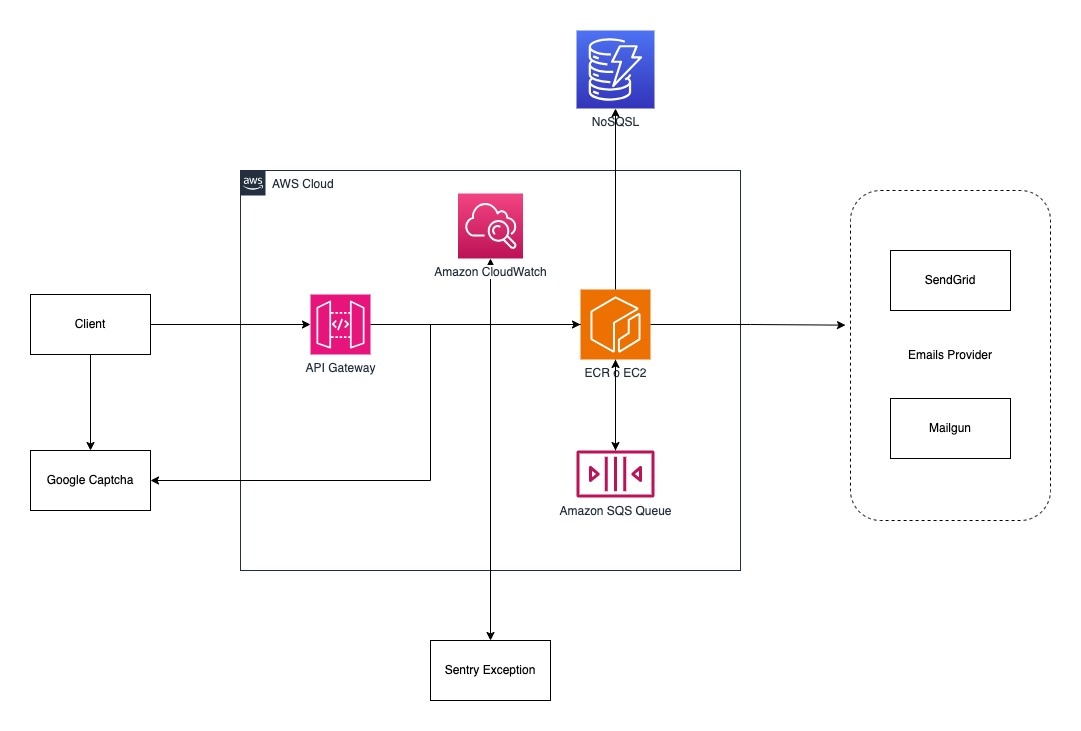 NoSQSL
aws
AWS Cloud
Amazon CloudWatch
SendGrid
Client
API Gateway
ECR o EC2
Emails Provider
Mailgun
Google Captcha
Amazon SQS Queue
Sentry Exception